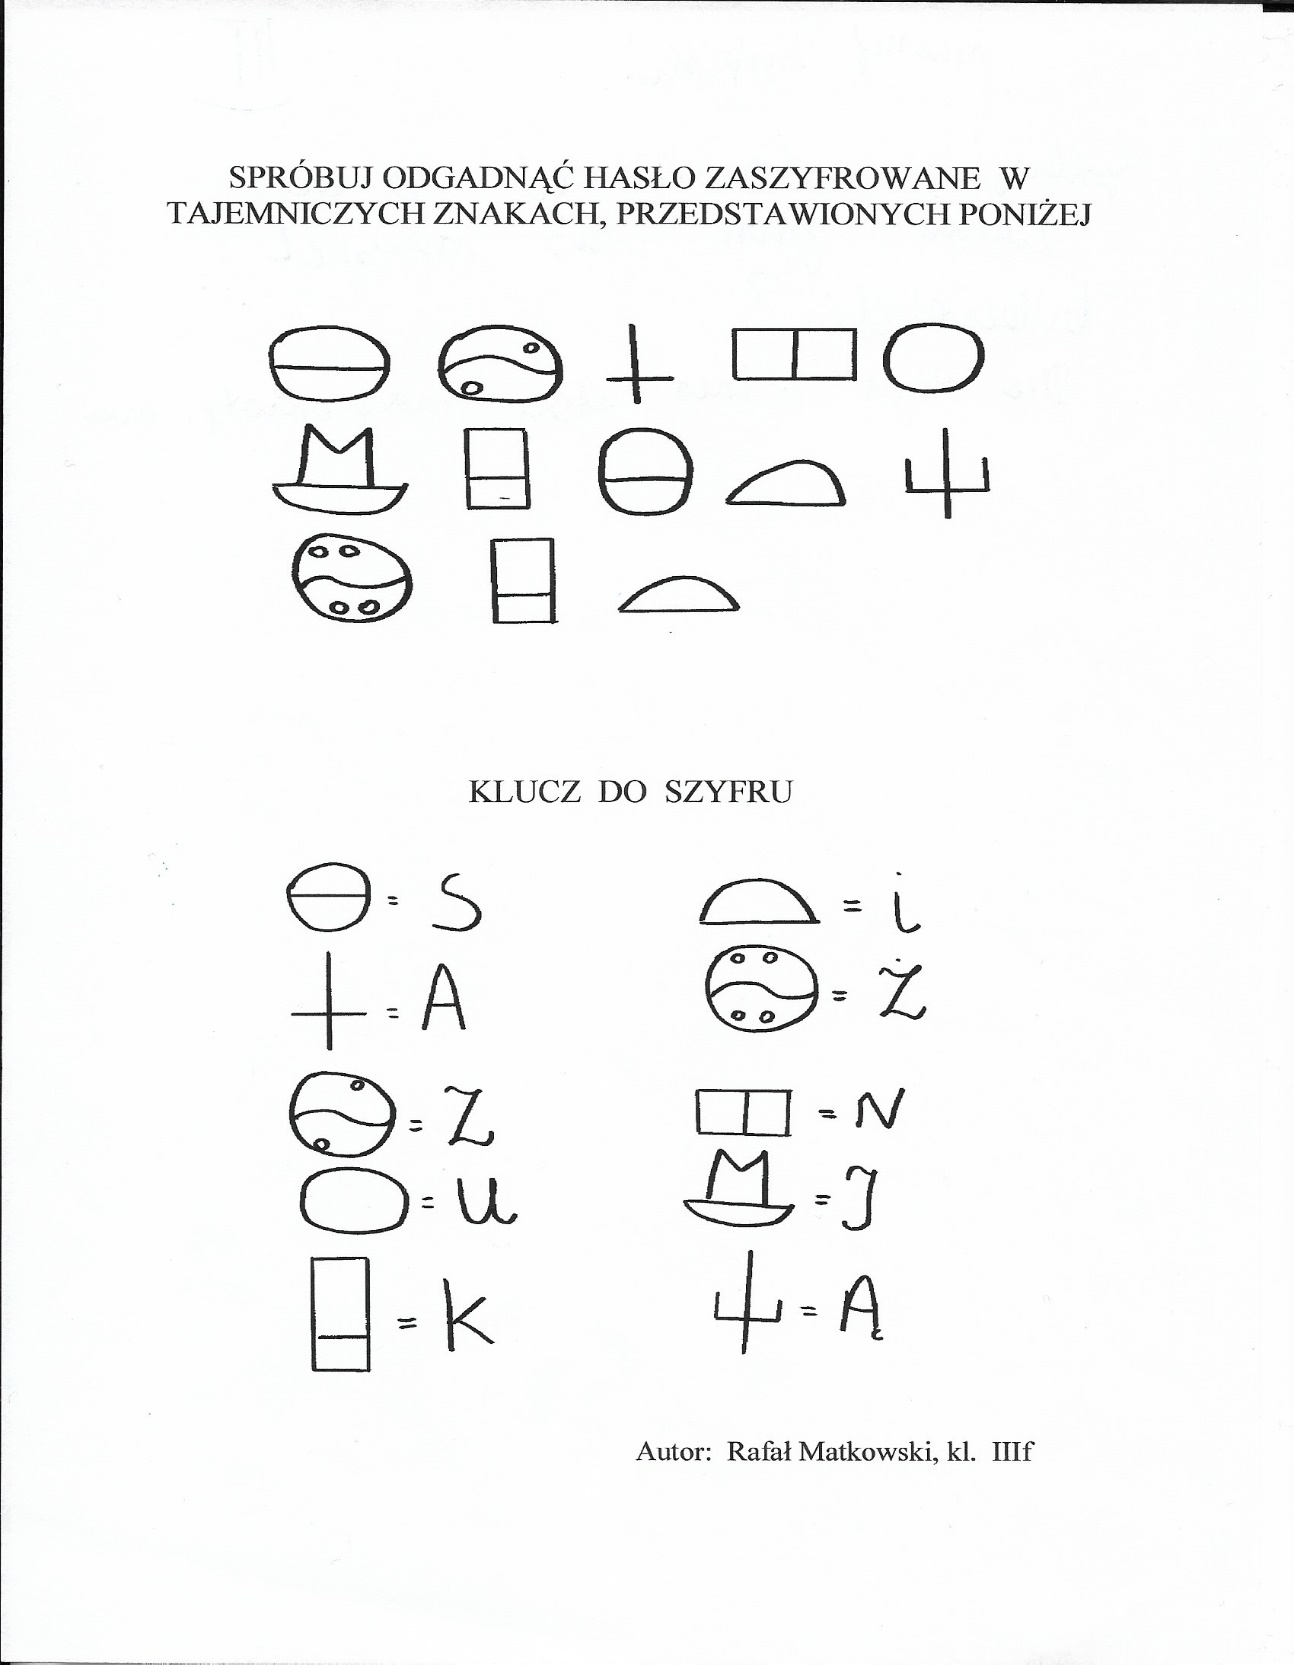 SPRÓBUJ ODGADNĄĆ HASŁO ZASZYFROWANE W
TAJEMNICZYCH ZNAKACH, PRZEDSTAWIONYCH PONIŻEJ
KLUCZ DO SZYFRU
= S
= i
= A
= Ż
= Z
= N
= U
= J
= K
= Ą
Autor: Rafał Matkowski, kl. IIIf